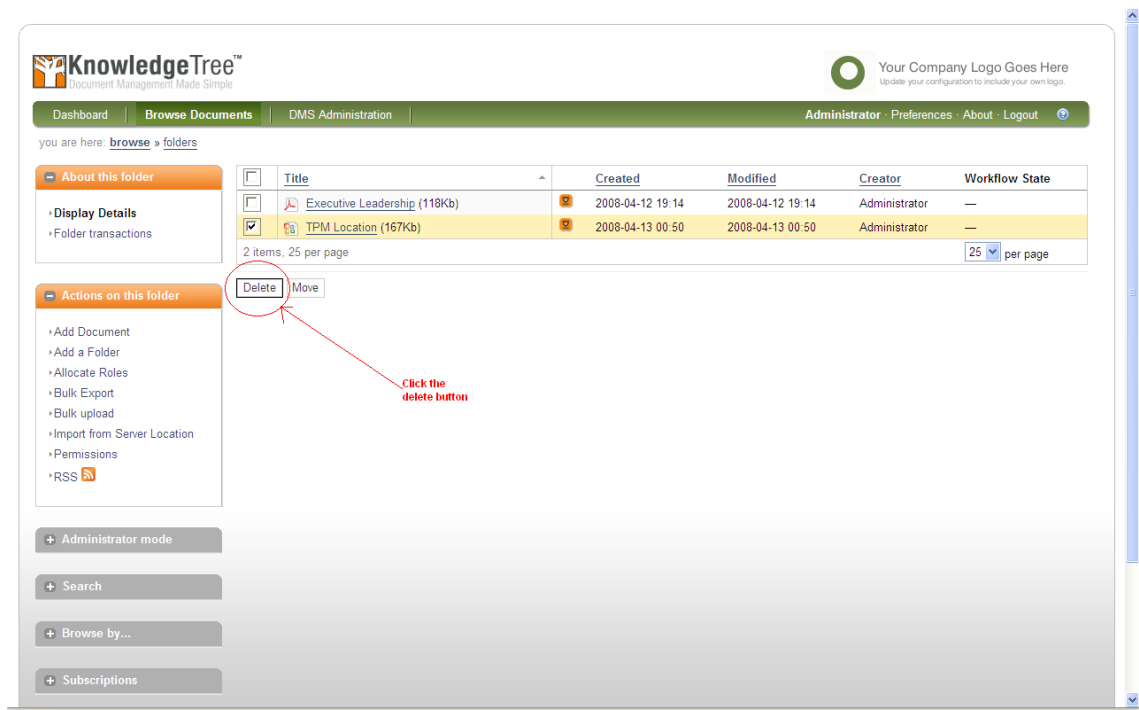 KnowledgeTree™
Document Management Made Simple
Your Company Logo Goes Here
Update your configuration to include your own logo.
Dashboard Browse Documents DMS Administration Administrator · Preferences · About · Logout ?
you are here: browse » folders
About this folder
Display Details
Folder transactions
Title Created Modified Creator Workflow State
Executive Leadership (118Kb) 2008-04-12 19:14 2008-04-12 19:14 Administrator —
TPM Location (167Kb) 2008-04-13 00:50 2008-04-13 00:50 Administrator —
2 items, 25 per page 25 per page
Delete Move
Click the
delete button
Actions on this folder
Add Document
Add a Folder
Allocate Roles
Bulk Export
Bulk upload
Import from Server Location
Permissions
RSS
Administrator mode
Search
Browse by...
Subscriptions